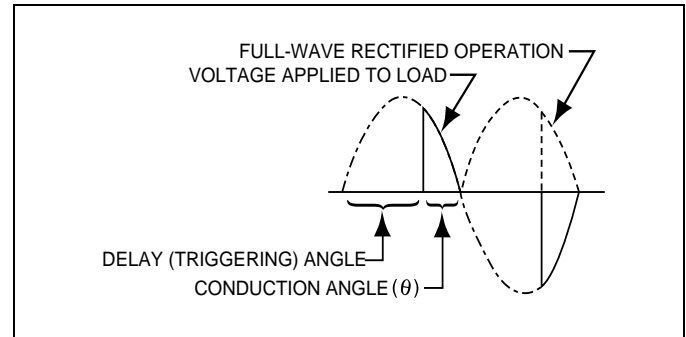 FULL-WAVE RECTIFIED OPERATION
VOLTAGE APPLIED TO LOAD
DELAY (TRIGGERING) ANGLE
CONDUCTION ANGLE (θ)